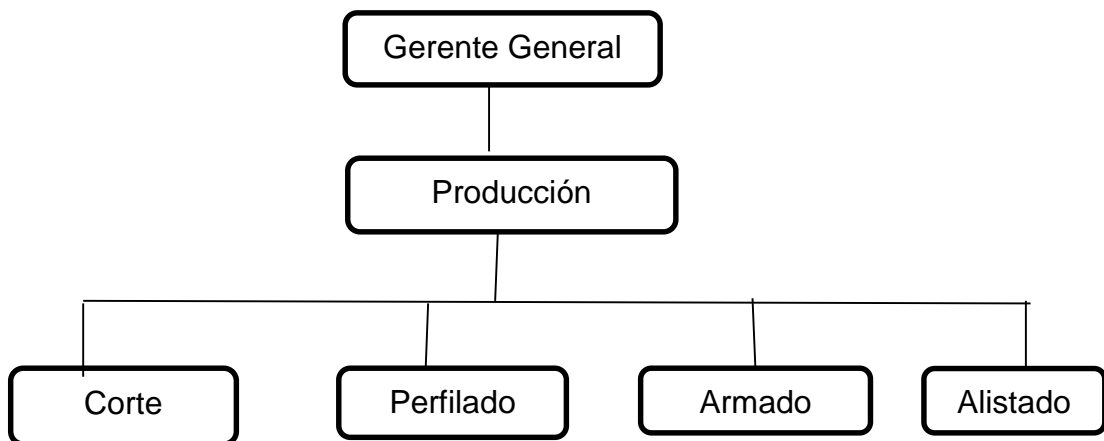 Gerente General
Producción
Corte
Perfilado
Armado
Alistado